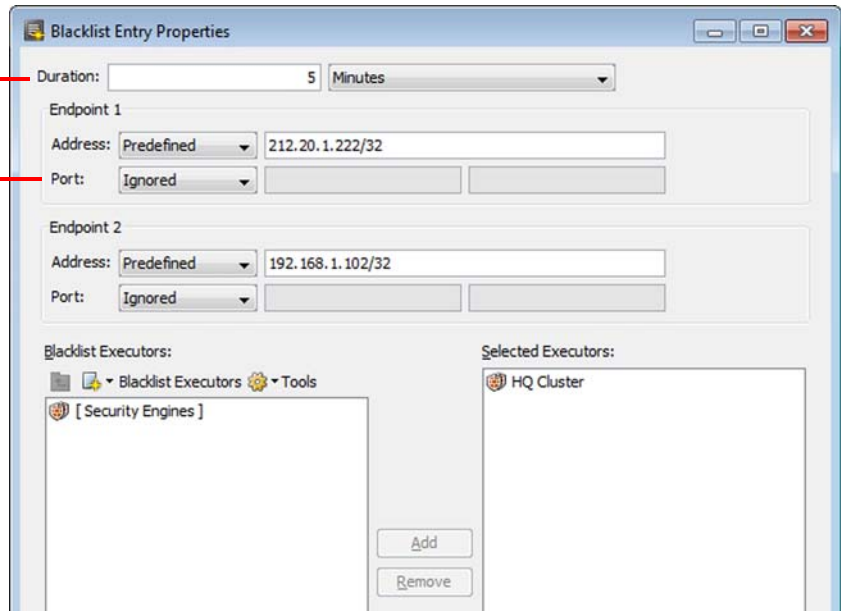 Blacklist Entry Properties
Duration: 5 Minutes
Endpoint 1
Address: Predefined 212.20.1.222/32
Port: Ignored
Endpoint 2
Address: Predefined 192.168.1.102/32
Port: Ignored
Blacklist Executors:
Blacklist Executors Tools
[ Security Engines ]
Selected Executors:
HQ Cluster
Add
Remove